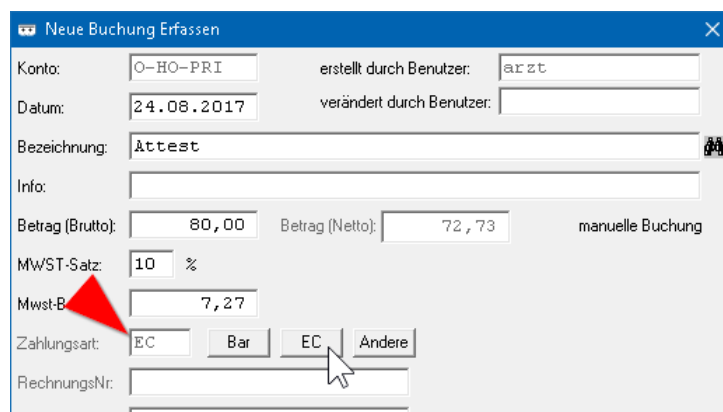 Neue Buchung Erfassen
Konto: O-HO-PRI erstellt durch Benutzer: arzt
Datum: 24.08.2017 verändert durch Benutzer:
Bezeichnung: Attest
Info:
Betrag (Brutto): 80,00 Betrag (Netto): 72,73 manuelle Buchung
MWST-Satz: 10 %
Mwst-B 7,27
Zahlungsart: EC Bar EC Andere
RechnungsNr: